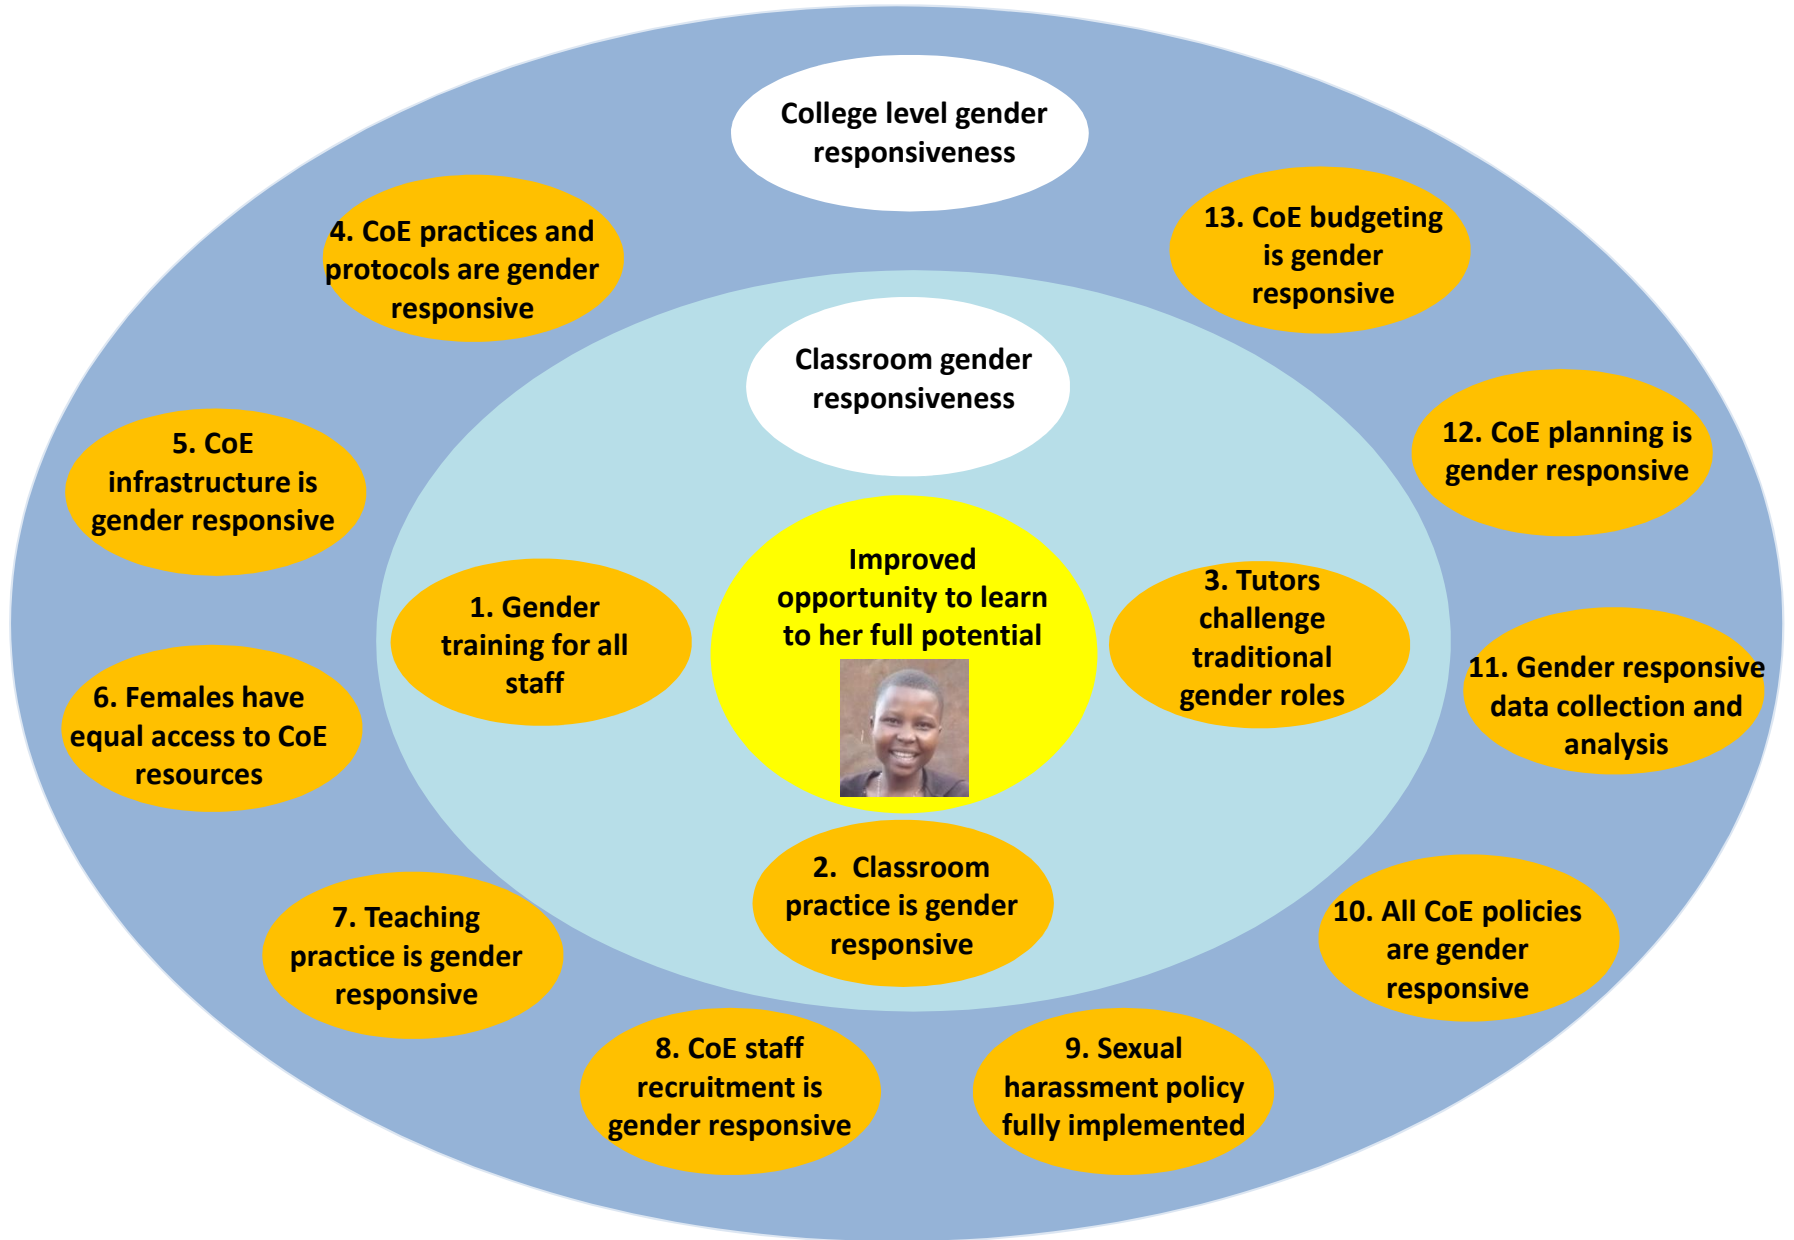 College level gender
responsiveness
4. CoE practices and
protocols are gender
responsive
13. CoE budgeting
is gender
responsive
Classroom gender
responsiveness
5. CoE
infrastructure is
gender responsive
12. CoE planning is
gender responsive
Improved
opportunity to learn
to her full potential
1. Gender
training for all
staff
3. Tutors
challenge
traditional
gender roles
6. Females have
equal access to CoE
resources
11. Gender responsive
data collection and
analysis
2.  Classroom
practice is gender
responsive
7. Teaching
practice is gender
responsive
10. All CoE policies
are gender
responsive
8. CoE staff
recruitment is
gender responsive
9. Sexual
harassment policy
fully implemented